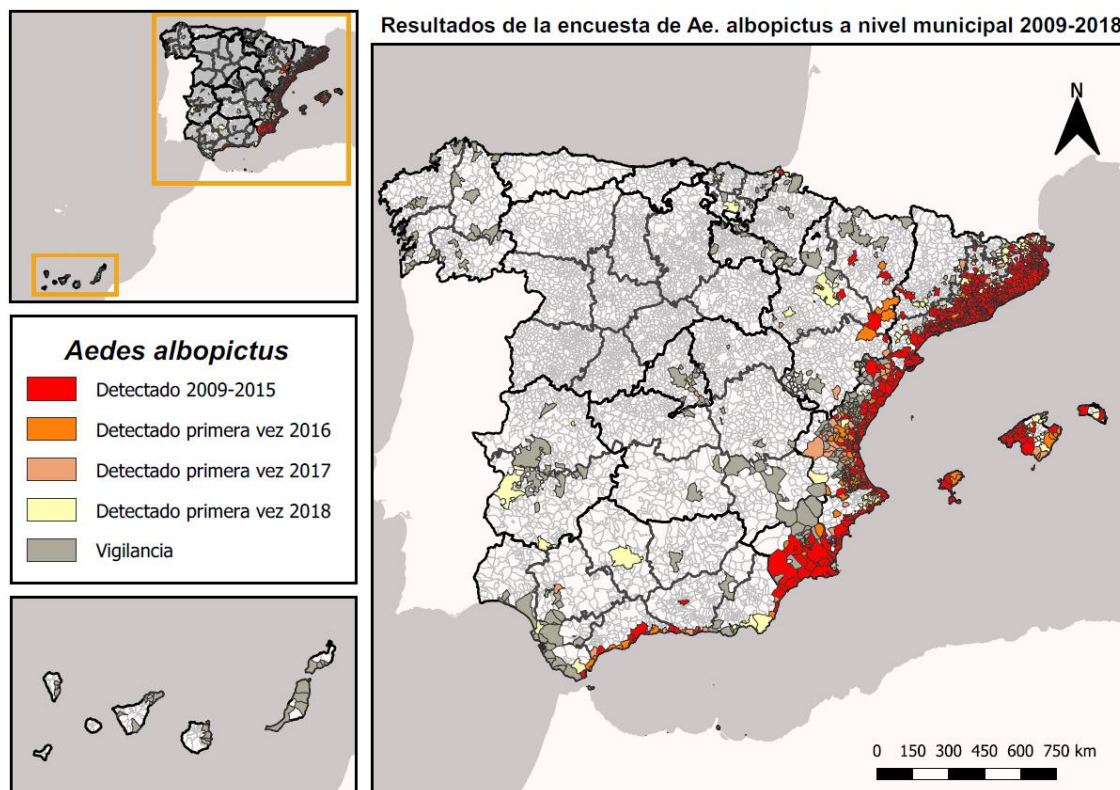 Resultados de la encuesta de Ae. albopictus a nivel municipal 2009-2018
N
Aedes albopictus
Detectado 2009-2015
Detectado primera vez 2016
Detectado primera vez 2017
Detectado primera vez 2018
Vigilancia
0 150 300 450 600 750 km